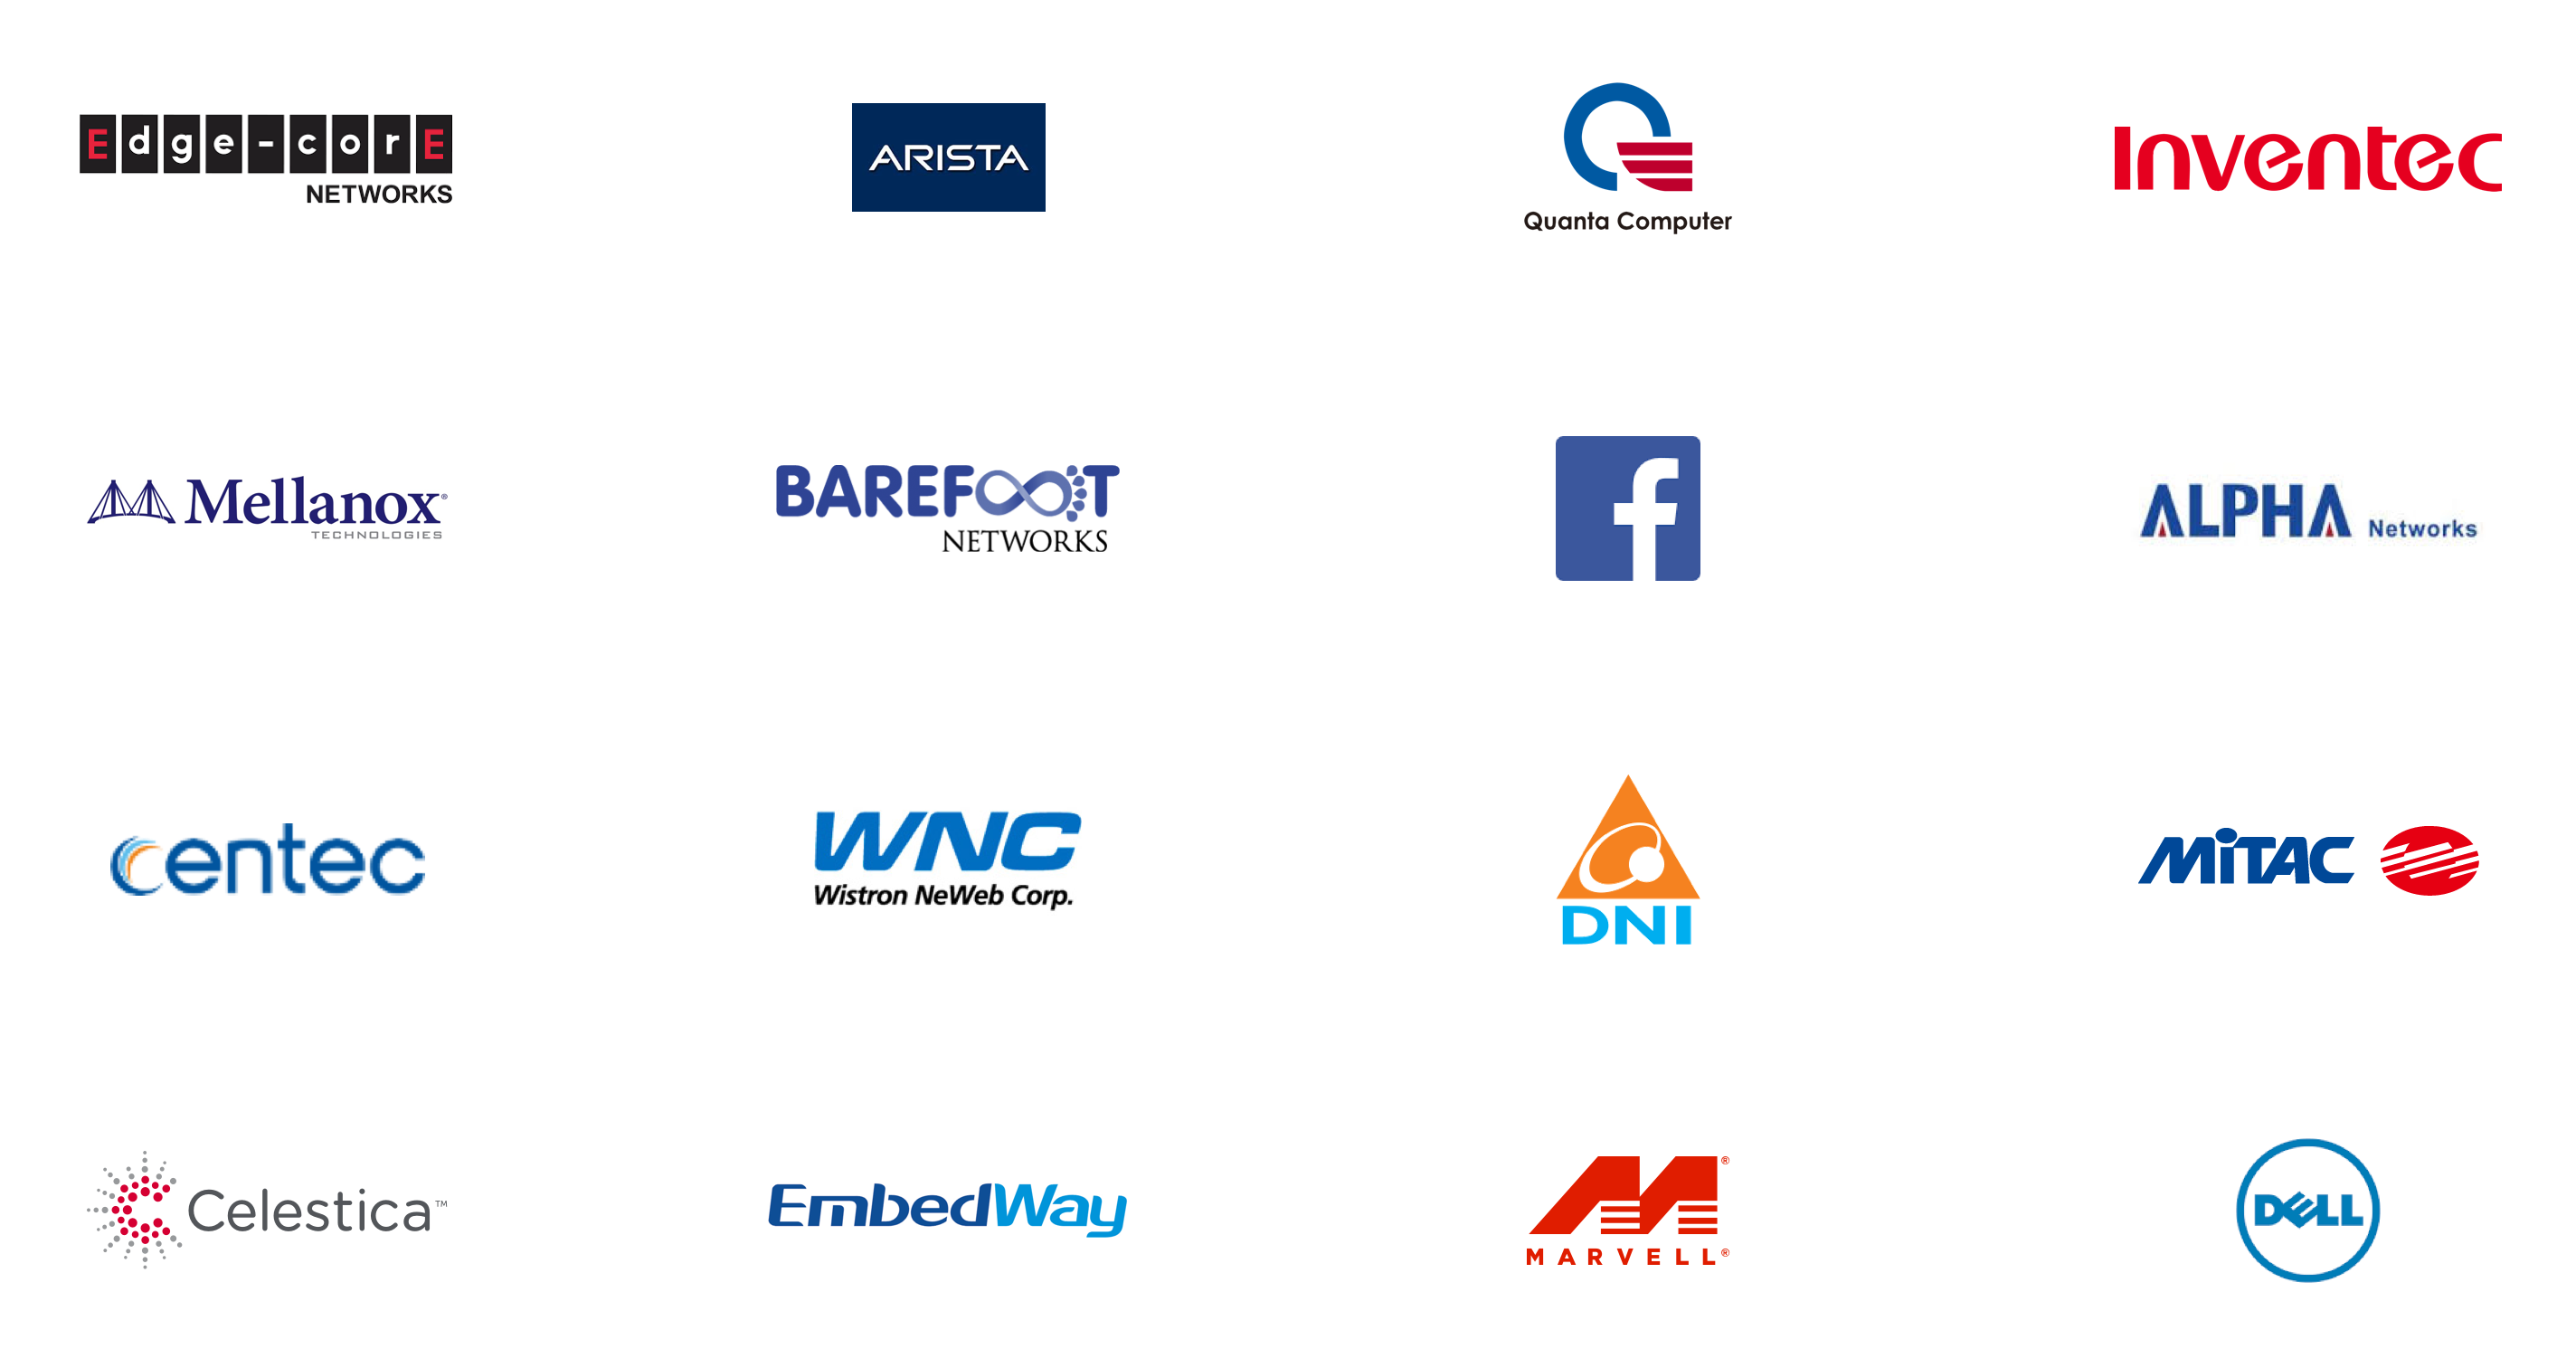 Edge-corE
NETWORKS
ARISTA
Quanta Computer
Inventec
Mellanox®
TECHNOLOGIES
BAREFOOT
NETWORKS
f
ALPHA Networks
Centec
WNC
Wistron NeWeb Corp.
DNI
MiTAC
Celestica™
EmbedWay
M®
MARVELL®
DELL